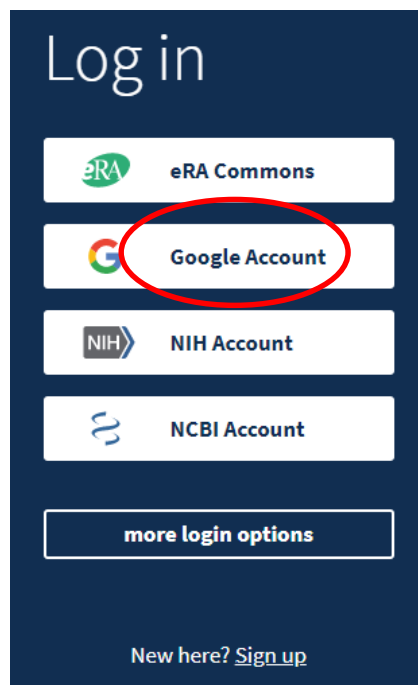 Log in
eRA eRA Commons
G Google Account
NIH NIH Account
NCBI Account
more login options
New here? Sign up